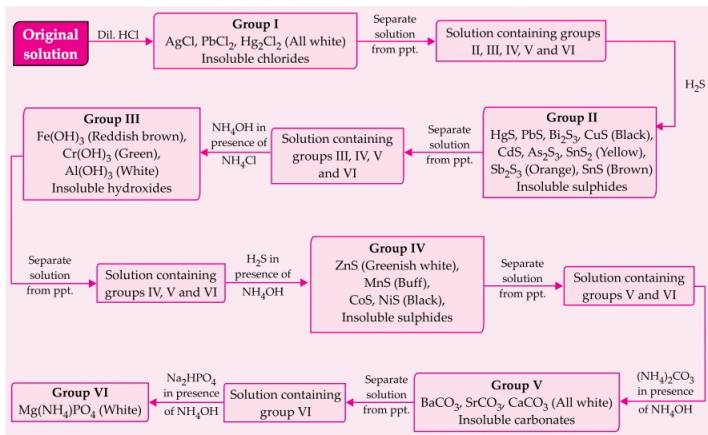 Original
solution
Dil. HCl
Group I
AgCl, PbCl₂, Hg₂Cl₂ (All white)
Insoluble chlorides
Separate
solution
from ppt.
Solution containing groups
II, III, IV, V and VI
H₂S
Group II
HgS, PbS, Bi₂S₃, CuS (Black),
CdS, As₂S₃, SnS₂ (Yellow),
Sb₂S₃ (Orange), SnS (Brown)
Insoluble sulphides
Separate
solution
from ppt.
Solution containing
groups III, IV, V
and VI
NH₄OH in
presence of
NH₄Cl
Group III
Fe(OH)₃ (Reddish brown),
Cr(OH)₃ (Green),
Al(OH)₃ (White)
Insoluble hydroxides
Separate
solution
from ppt.
Solution containing
groups IV, V and VI
H₂S in
presence of
NH₄OH
Group IV
ZnS (Greenish white),
MnS (Buff),
CoS, NiS (Black),
Insoluble sulphides
Separate
solution
from ppt.
Solution containing
groups V and VI
(NH₄)₂CO₃
in presence
of NH₄OH
Group V
BaCO₃, SrCO₃, CaCO₃ (All white)
Insoluble carbonates
Separate
solution
from ppt.
Solution containing
group VI
Na₂HPO₄
in presence
of NH₄OH
Group VI
Mg(NH₄)PO₄ (White)